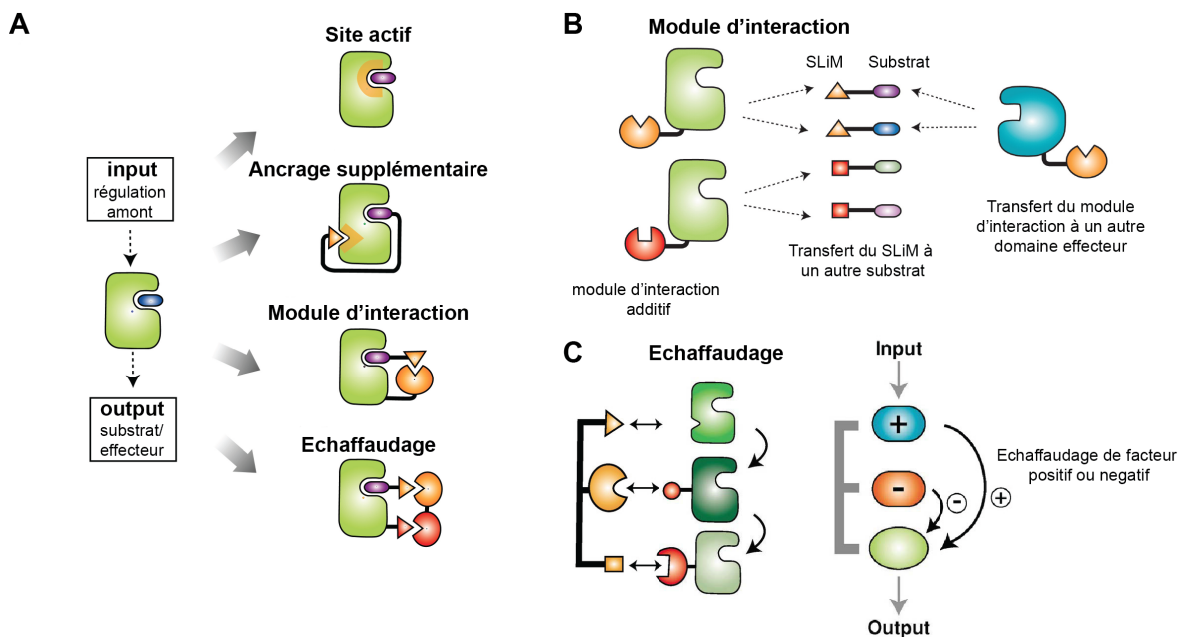 A
Site actif
input
régulation
amont
Ancrage supplémentaire
Module d'interaction
output
substrat/
effecteur
Echaffaudage
B
Module d'interaction
SLiM
Substrat
module d'interaction
additif
Transfert du SLiM à
un autre substrat
Transfert du module
d'interaction à un autre
domaine effecteur
C
Echaffaudage
Input
+
-
-
+
Echaffaudage de facteur
positif ou negatif
Output